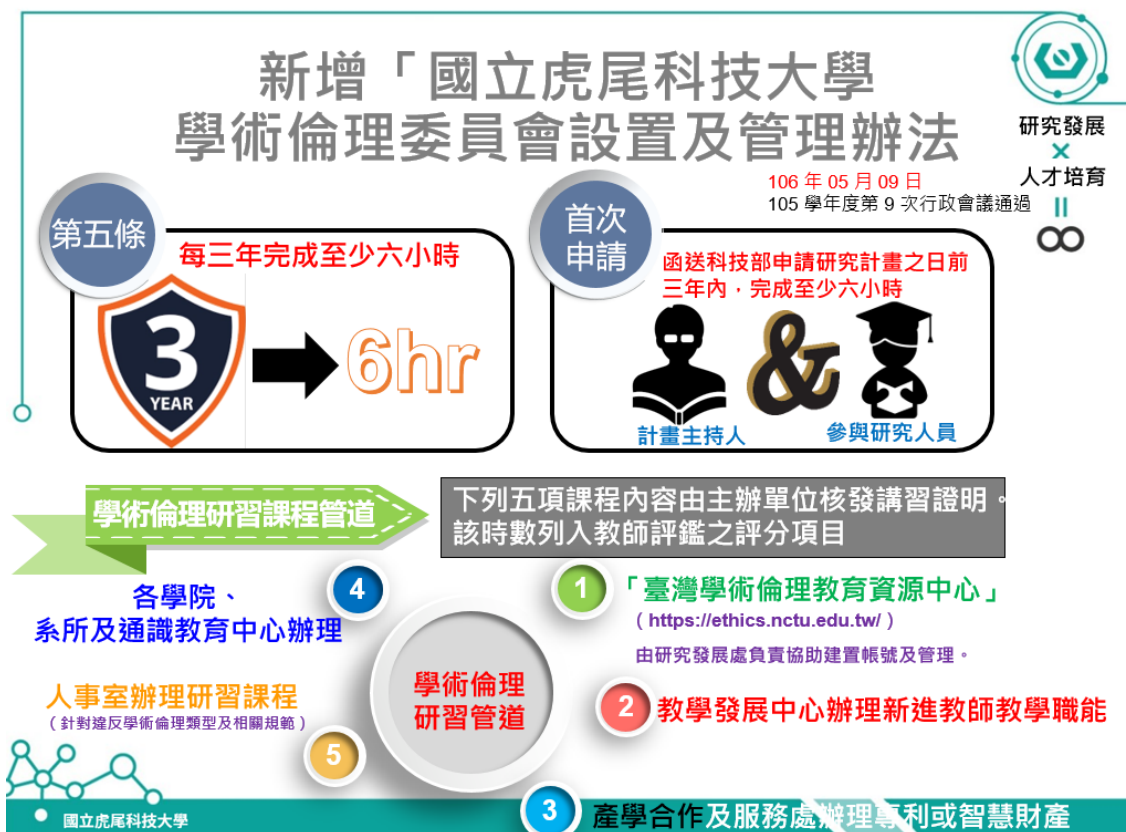 新增「國立虎尾科技大學
學術倫理委員會設置及管理辦法
研究發展
×
人才培育
=
∞
106 年 05 月 09 日
105 學年度第 9 次行政會議通過
第五條
每三年完成至少六小時
3
YEAR
6hr
首次
申請
函送科技部申請研究計畫之日前
三年內，完成至少六小時
&
計畫主持人
參與研究人員
學術倫理研習課程管道
下列五項課程內容由主辦單位核發講習證明。
該時數列入教師評鑑之評分項目
學術倫理
研習管道
1
「臺灣學術倫理教育資源中心」
（https://ethics.nctu.edu.tw/）
由研究發展處負責協助建置帳號及管理。
2
教學發展中心辦理新進教師教學職能
3
產學合作及服務處辦理專利或智慧財產
4
各學院、
系所及通識教育中心辦理
人事室辦理研習課程
（針對違反學術倫理類型及相關規範）
5
國立虎尾科技大學